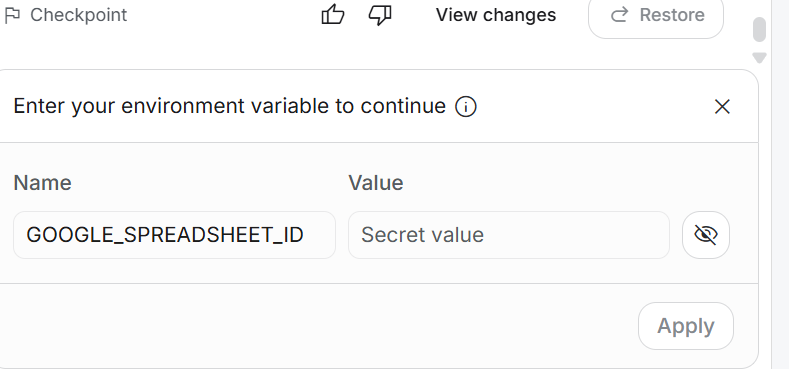 Checkpoint View changes Restore
Enter your environment variable to continue
Name Value
GOOGLE_SPREADSHEET_ID Secret value
Apply